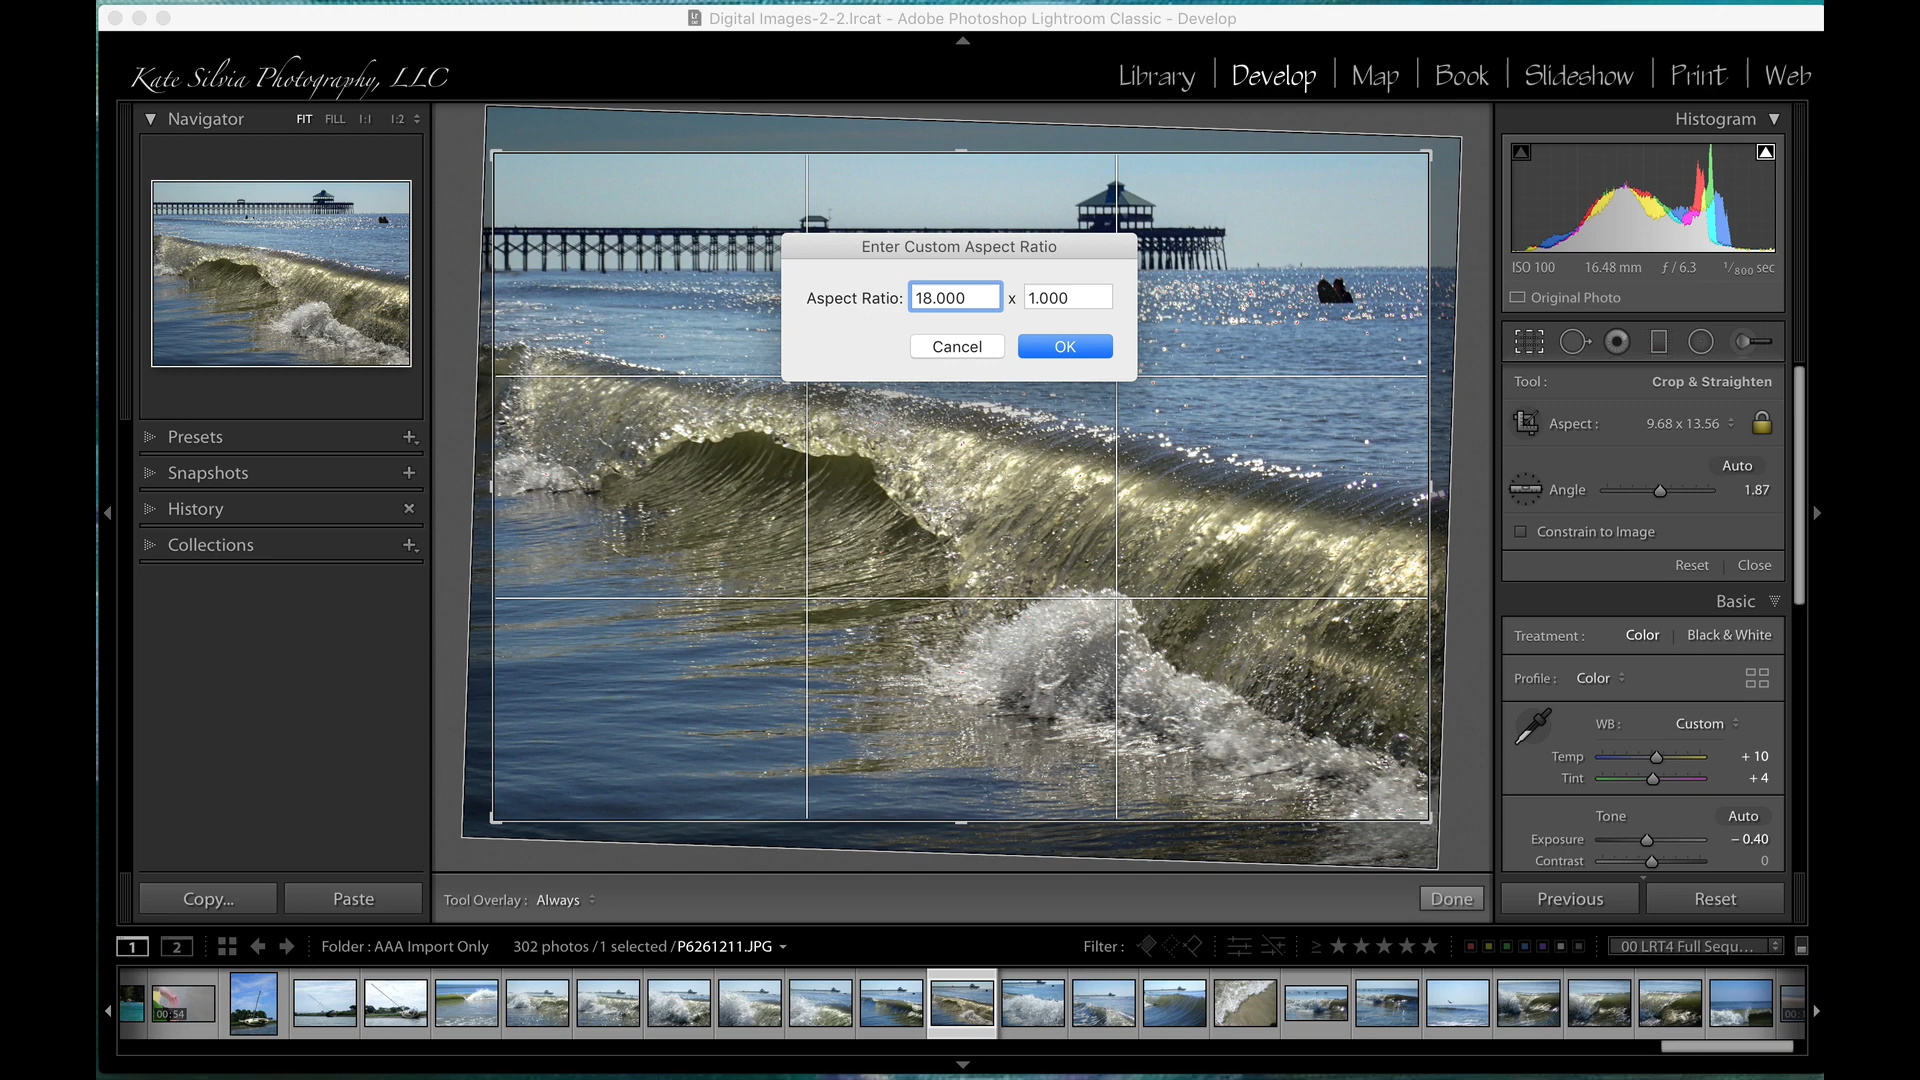 Digital Images-2-2.lrcat - Adobe Photoshop Lightroom Classic - Develop
Kate Silvia Photography, LLC
Library | Develop | Map | Book | Slideshow | Print | Web
Navigator FIT FILL 1:1 1:2
Histogram
Enter Custom Aspect Ratio
Aspect Ratio: 18.000 x 1.000
Cancel OK
ISO 100 16.48 mm ƒ / 6.3 1/800 sec
Original Photo
Tool : Crop & Straighten
Aspect : 9.68 x 13.56
Auto
Angle 1.87
Constrain to Image
Reset Close
Presets
Snapshots
History
Collections
Basic
Treatment : Color Black & White
Profile : Color
WB : Custom
Temp + 10
Tint + 4
Tone Auto
Exposure – 0.40
Contrast 0
Copy... Paste
Tool Overlay : Always
Done
Previous Reset
1 2 Folder : AAA Import Only 302 photos / 1 selected / P6261211.JPG
Filter : ≥ 00 LRT4 Full Sequ...
00:54